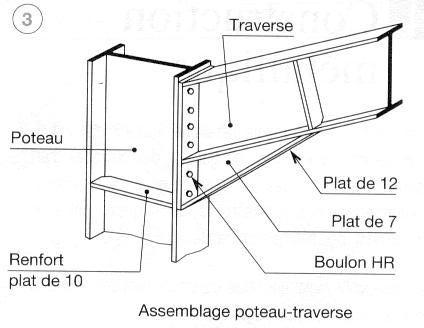 3
Traverse
Poteau
Plat de 12
Plat de 7
Renfort
plat de 10
Boulon HR
Assemblage poteau-traverse